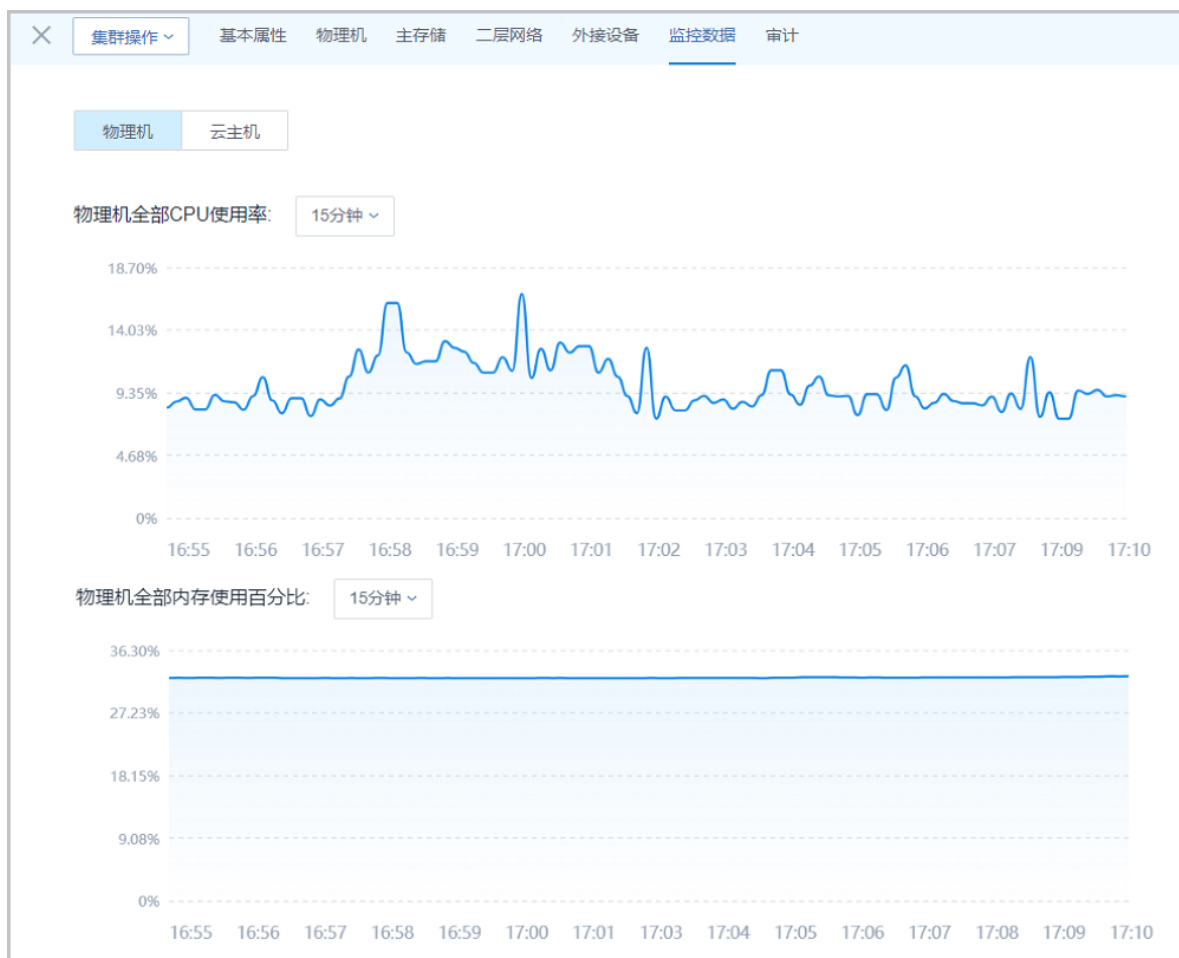 集群操作 基本属性 物理机 主存储 二层网络 外接设备 监控数据 审计
物理机 云主机
物理机全部CPU使用率: 15分钟
18.70%
14.03%
9.35%
4.68%
0%
16:55 16:56 16:57 16:58 16:59 17:00 17:01 17:02 17:03 17:04 17:05 17:06 17:07 17:09 17:10
物理机全部内存使用百分比: 15分钟
36.30%
27.23%
18.15%
9.08%
0%
16:55 16:56 16:57 16:58 16:59 17:00 17:01 17:03 17:04 17:05 17:06 17:07 17:08 17:09 17:10